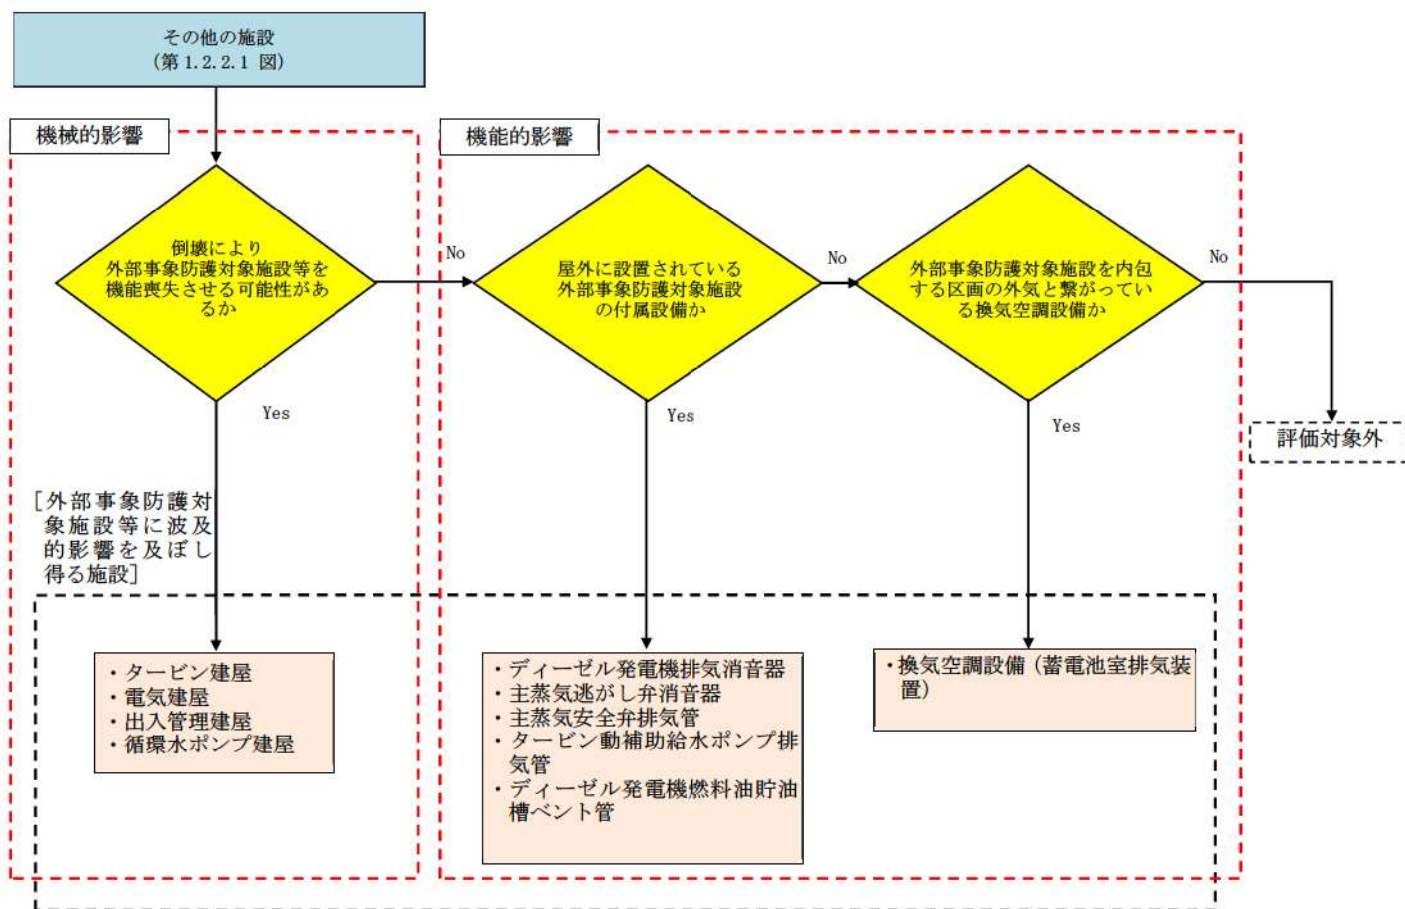 その他の施設
(第 1.2.2.1 図)
機械的影響
機能的影響
倒壊により
外部事象防護対象施設等を
機能喪失させる可能性があ
るか
No
屋外に設置されている
外部事象防護対象施設
の付属設備か
No
外部事象防護対象施設を内包
する区画の外気と繋がってい
る換気空調設備か
No
Yes
Yes
Yes
評価対象外
[外部事象防護対
象施設等に波及
的影響を及ぼし
得る施設]
・タービン建屋
・電気建屋
・出入管理建屋
・循環水ポンプ建屋
・ディーゼル発電機排気消音器
・主蒸気逃がし弁消音器
・主蒸気安全弁排気管
・タービン動補助給水ポンプ排
気管
・ディーゼル発電機燃料油貯油
槽ベント管
・換気空調設備(蓄電池室排気装
置)